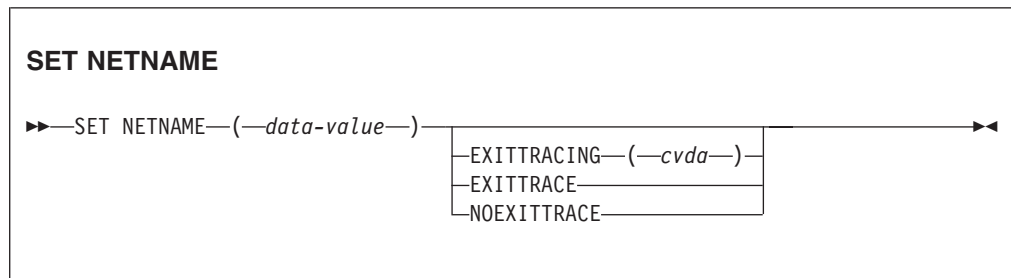 SET NETNAME
SET NETNAME ( data-value )
EXITTRACING ( cvda )
EXITTRACE
NOEXITTRACE